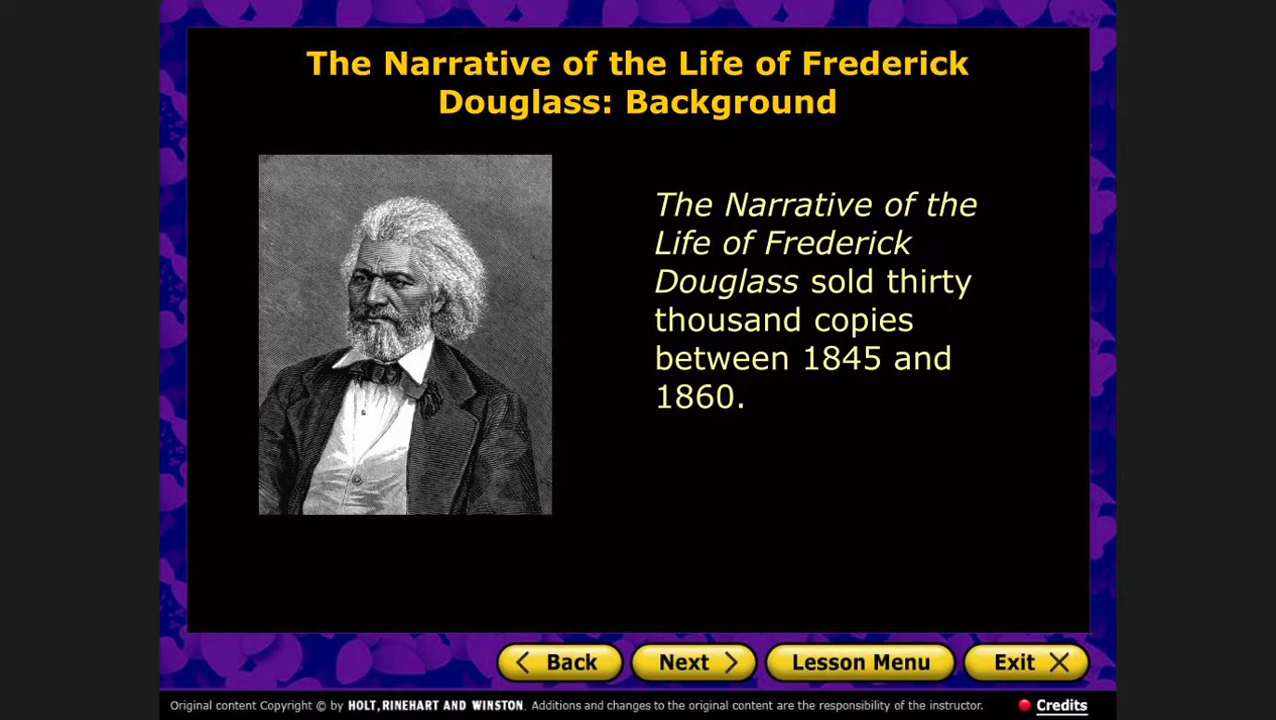 The Narrative of the Life of Frederick
Douglass: Background
The Narrative of the
Life of Frederick
Douglass sold thirty
thousand copies
between 1845 and
1860.
Back Next Lesson Menu Exit
Original content Copyright © by HOLT, RINEHART AND WINSTON. Additions and changes to the original content are the responsibility of the instructor. Credits